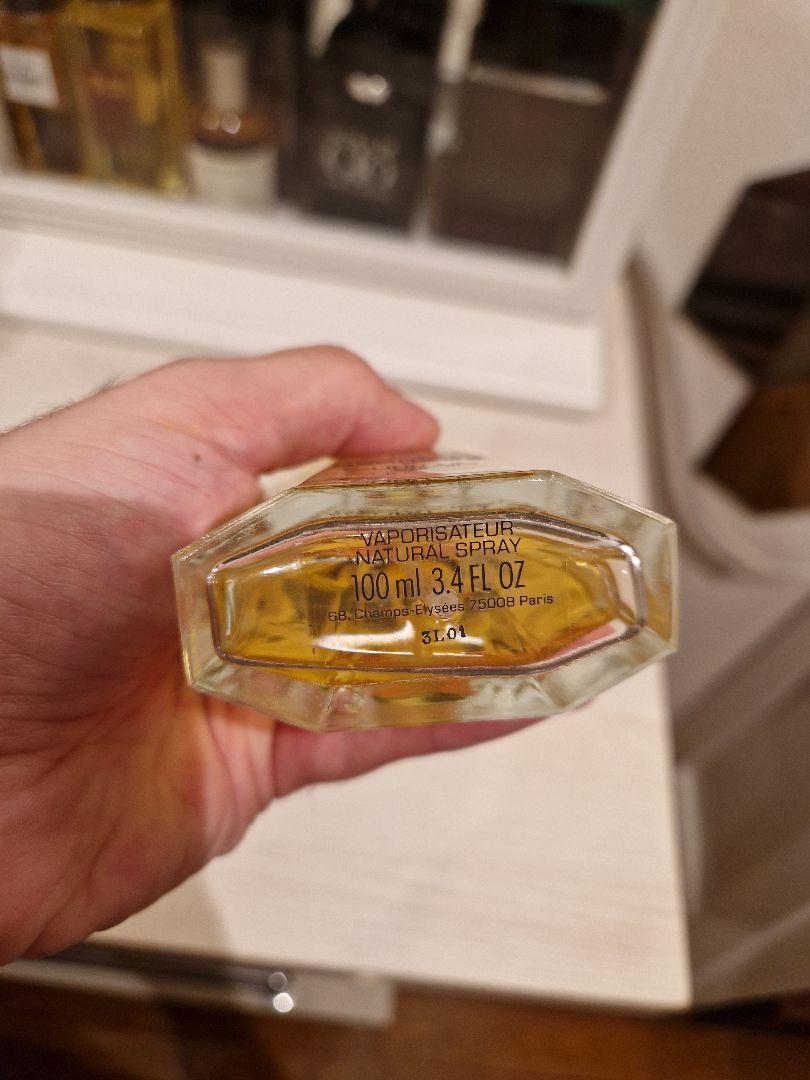 VAPORISATEUR
NATURAL SPRAY
100 ml 3.4 FL OZ
68, Champs-Elysées 75008 Paris
3L01